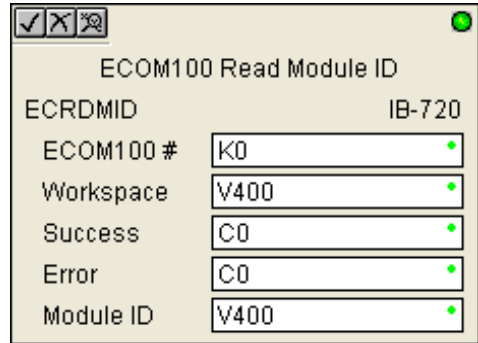 ECOM100 Read Module ID
ECRDMID IB-720
ECOM100 # K0
Workspace V400
Success C0
Error C0
Module ID V400